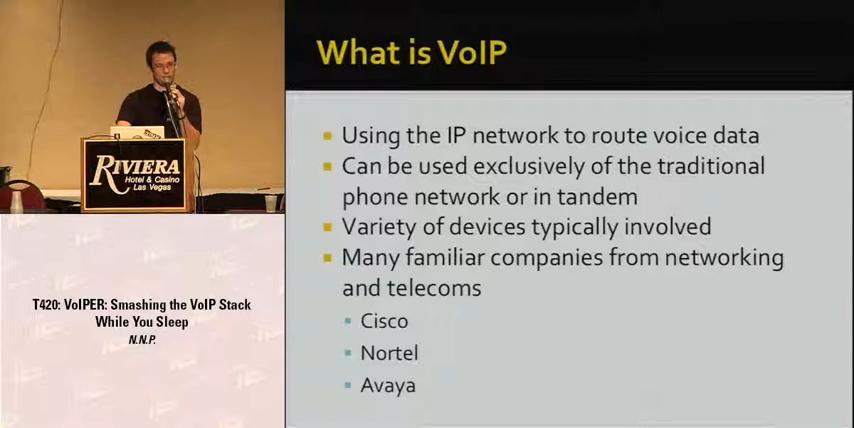 What is VoIP
Using the IP network to route voice data
Can be used exclusively of the traditional
phone network or in tandem
Variety of devices typically involved
Many familiar companies from networking
and telecoms
Cisco
Nortel
Avaya
RIVIERA
Hotel & Casino
Las Vegas
T420: VoIPER: Smashing the VoIP Stack
While You Sleep
N.N.P.